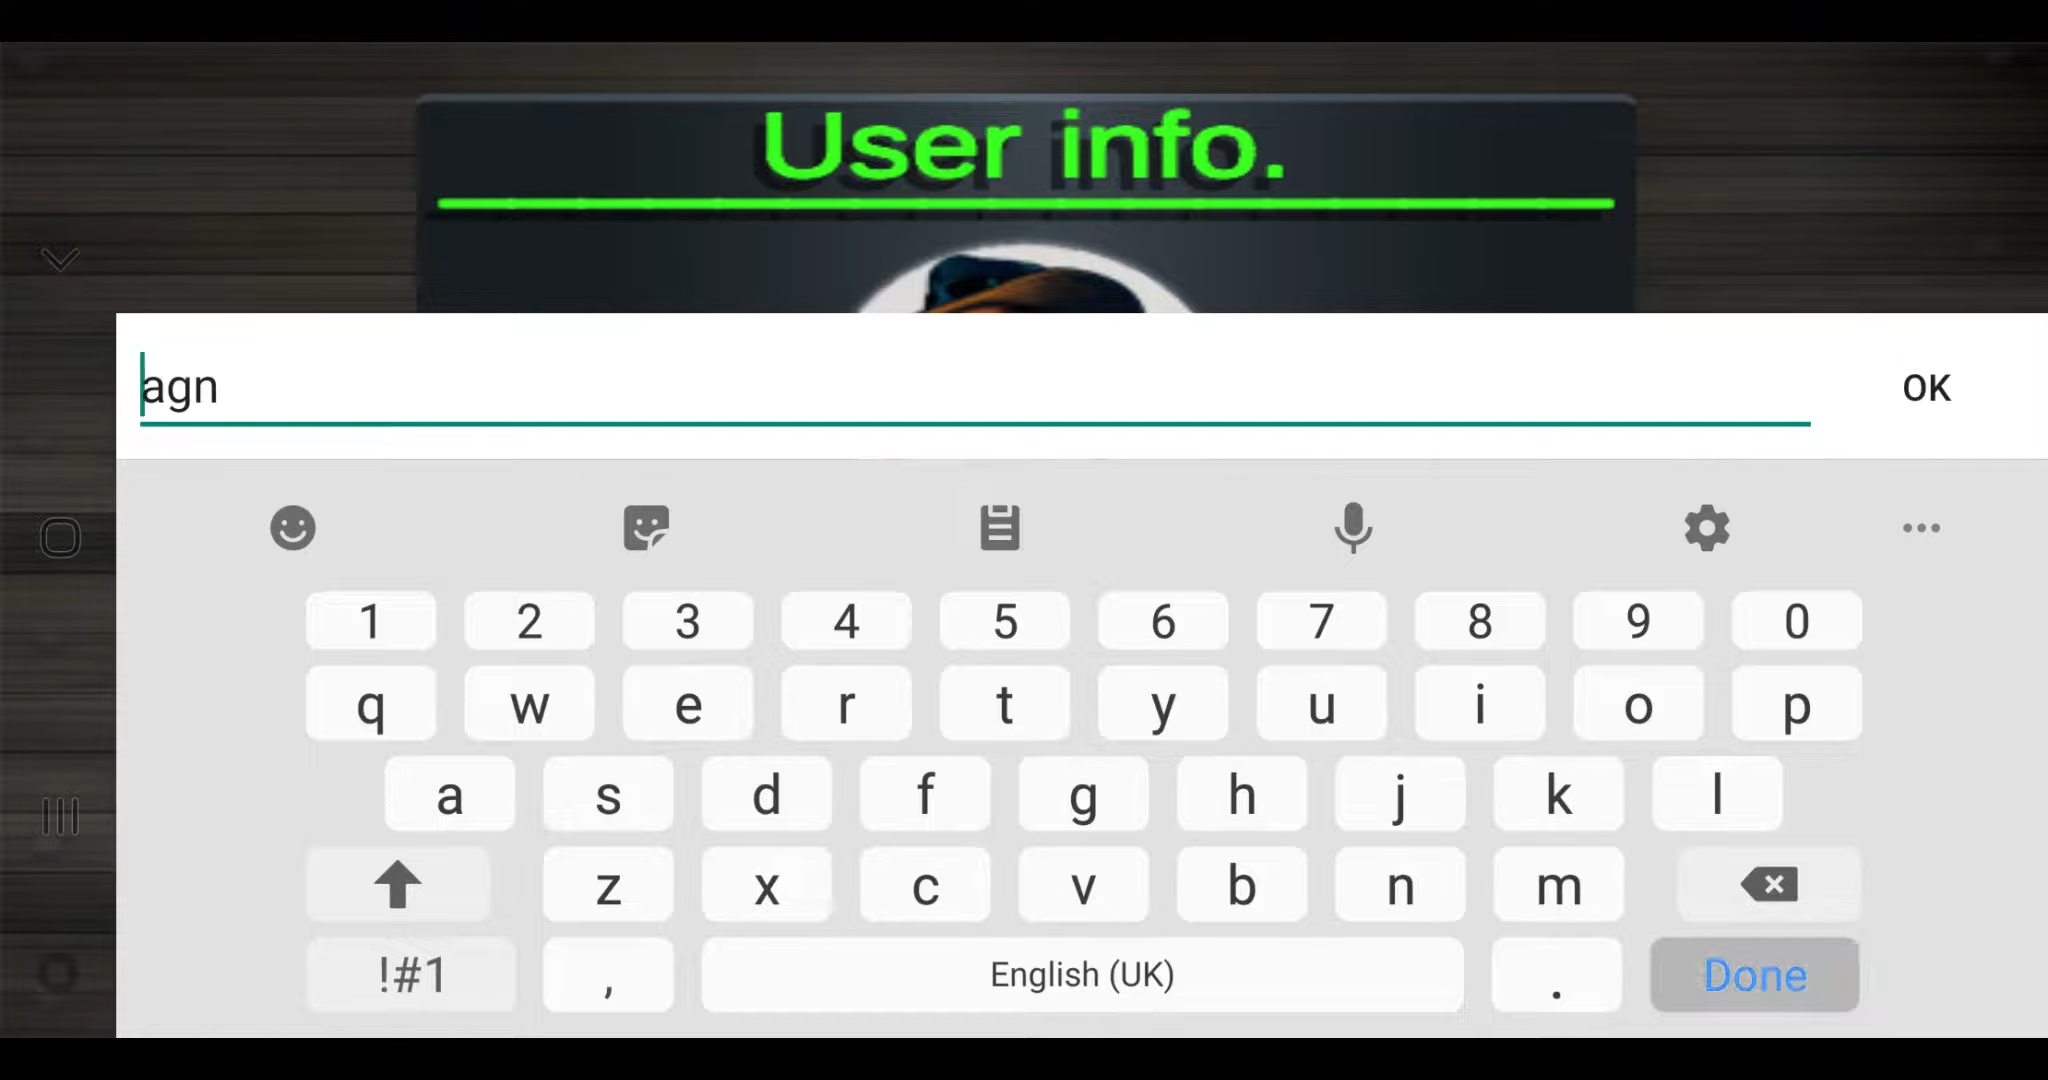 User info.
agn
OK
1 2 3 4 5 6 7 8 9 0
q w e r t y u i o p
a s d f g h j k l
z x c v b n m
!#1 , English (UK) . Done